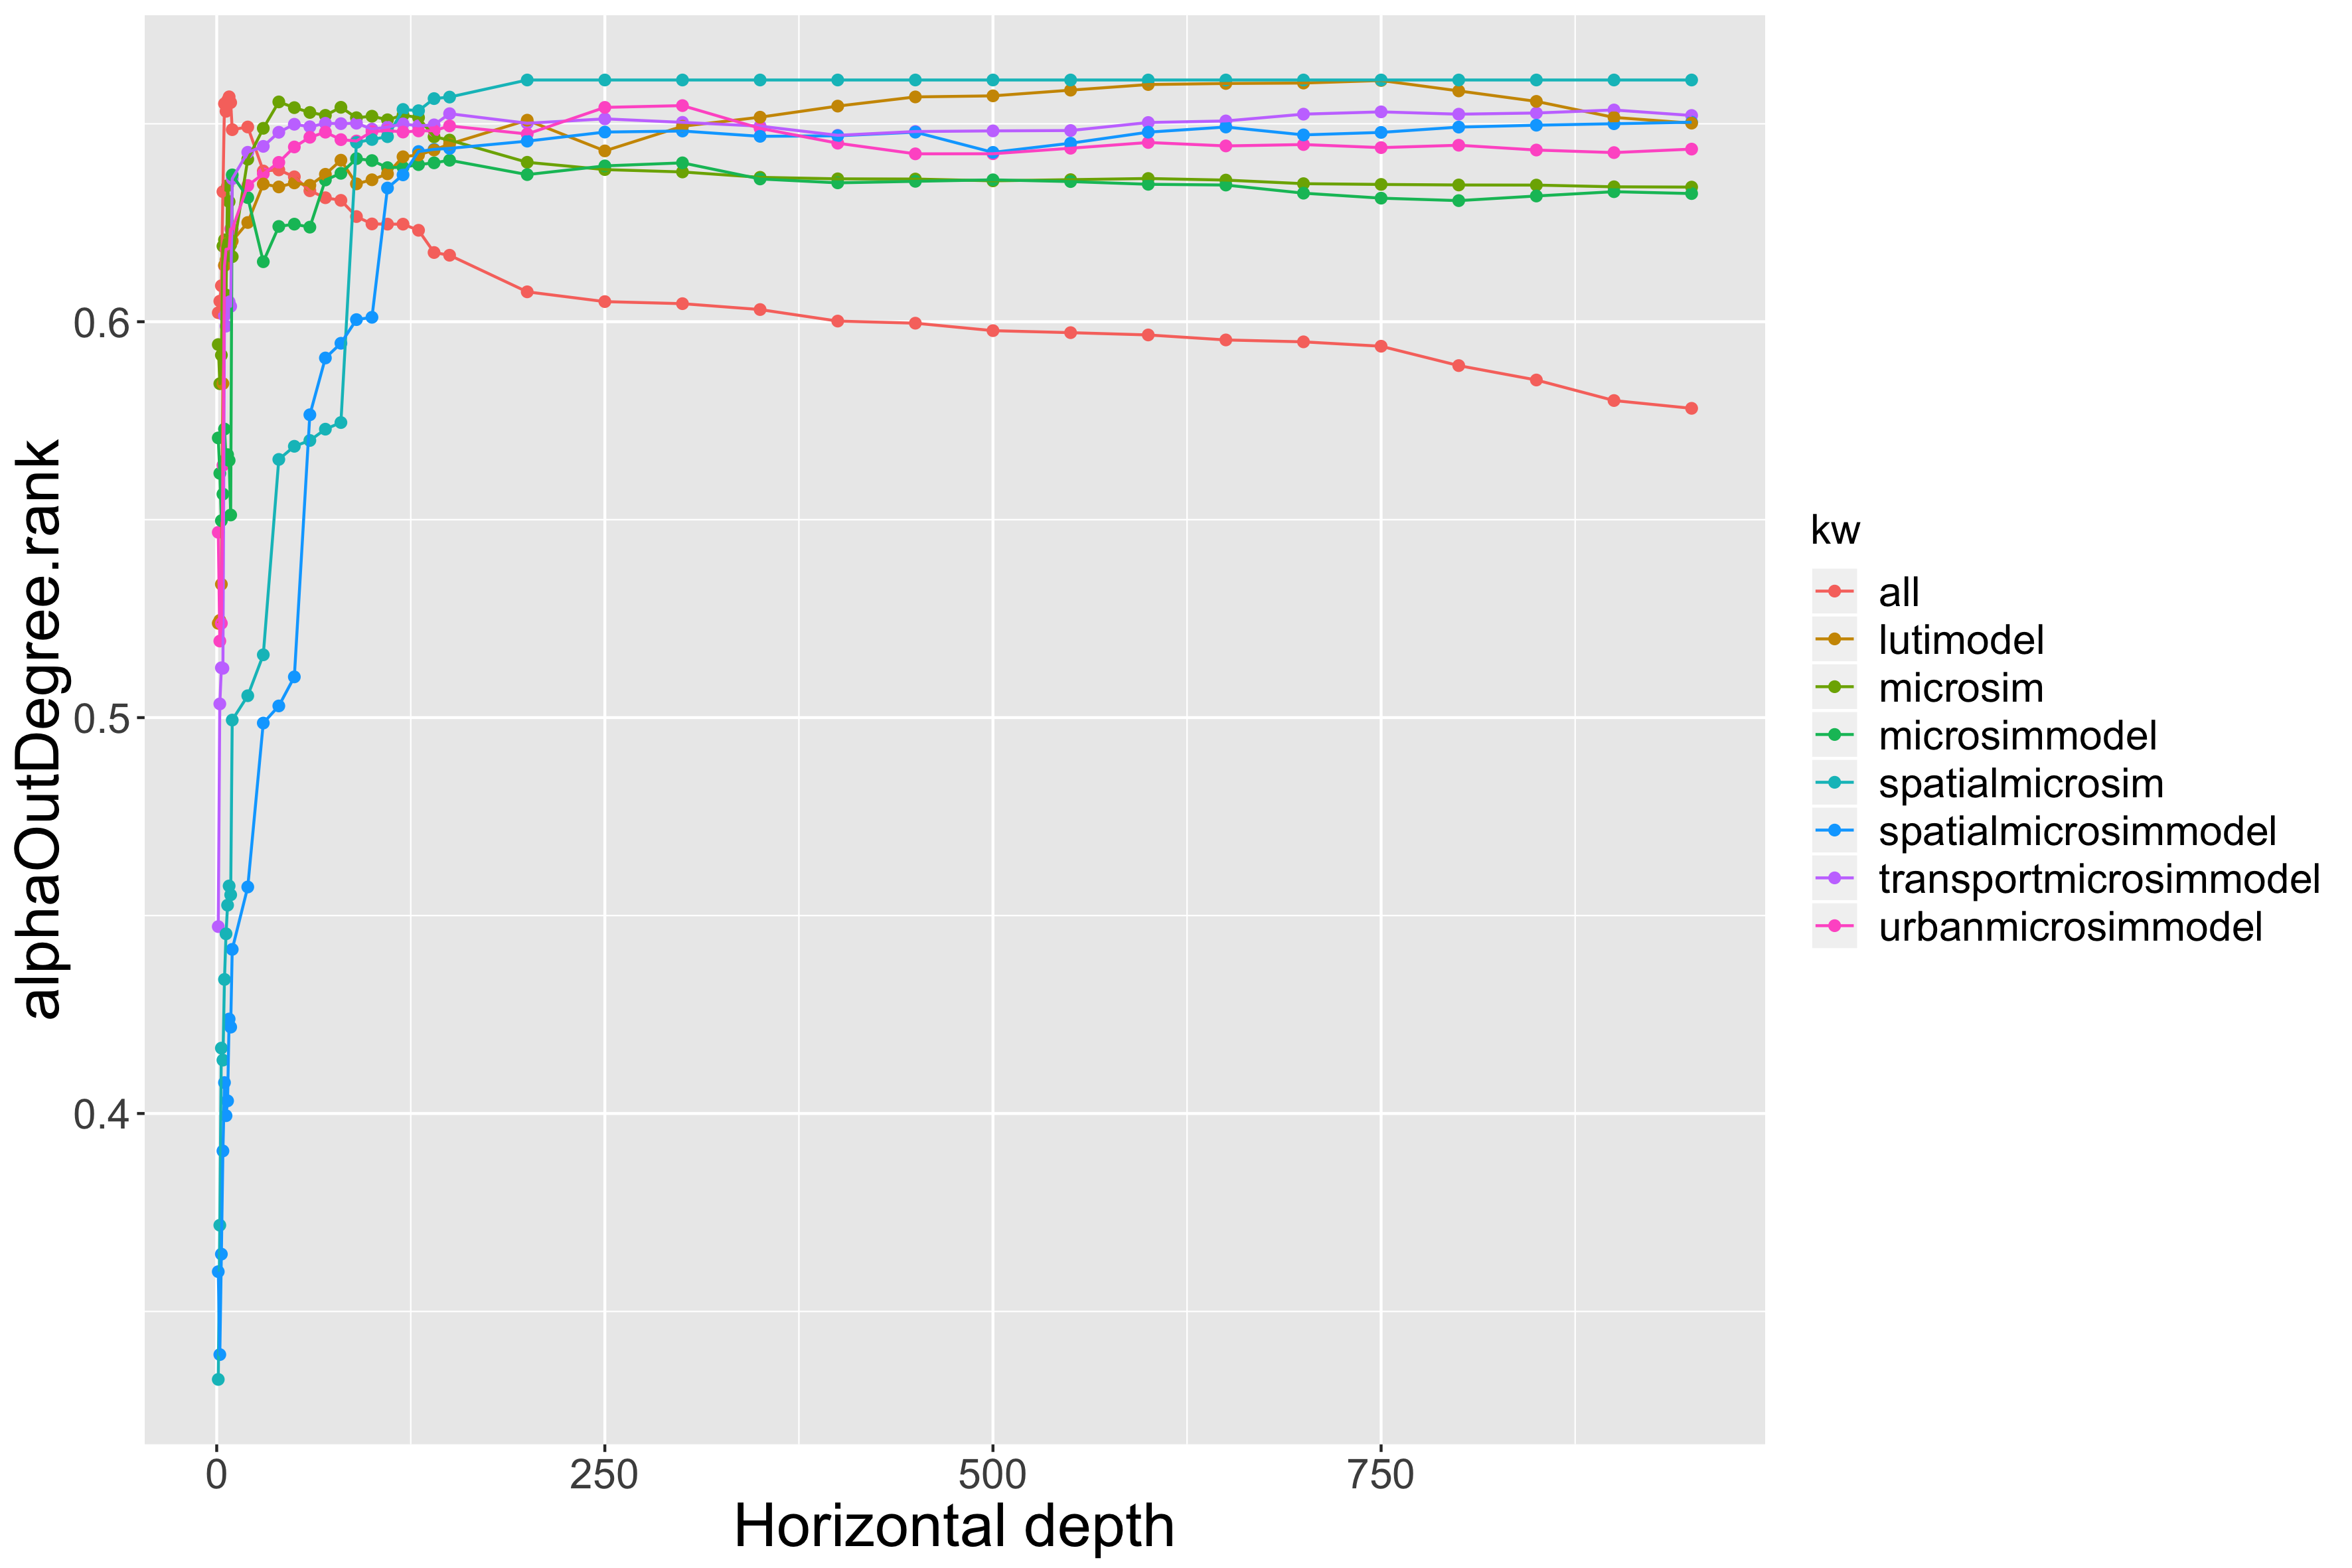 alphaOutDegree.rank
0.6
0.5
0.4
0
250
500
750
Horizontal depth
kw
all
lutimodel
microsim
microsimmodel
spatialmicrosim
spatialmicrosimmodel
transportmicrosimmodel
urbanmicrosimmodel